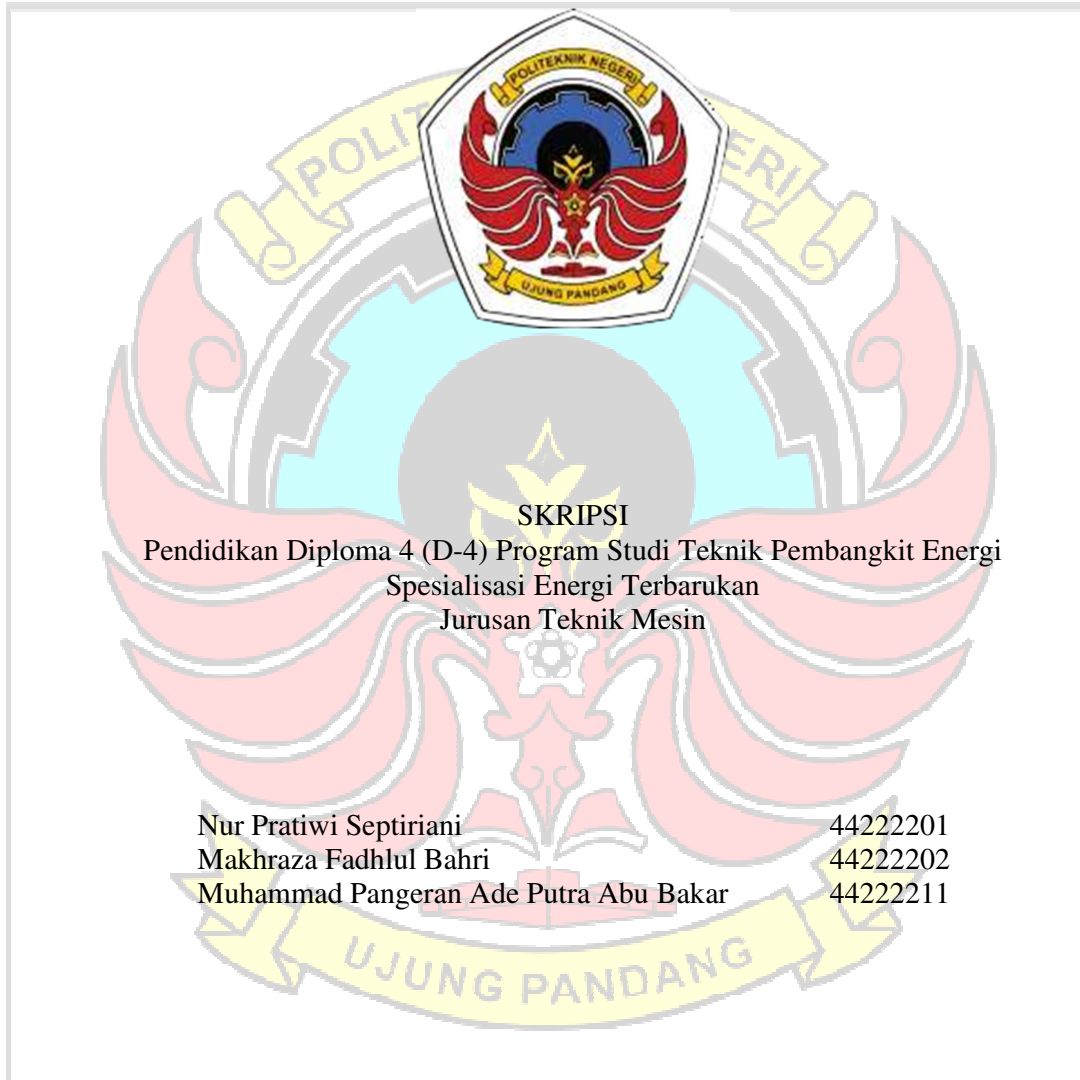 POLITEKNIK NEGERI
UJUNG PANDANG
SKRIPSI
Pendidikan Diploma 4 (D-4) Program Studi Teknik Pembangkit Energi
Spesialisasi Energi Terbarukan
Jurusan Teknik Mesin
Nur Pratiwi Septiriani 44222201
Makhraza Fadhlul Bahri 44222202
Muhammad Pangeran Ade Putra Abu Bakar 44222211
UJUNG PANDANG